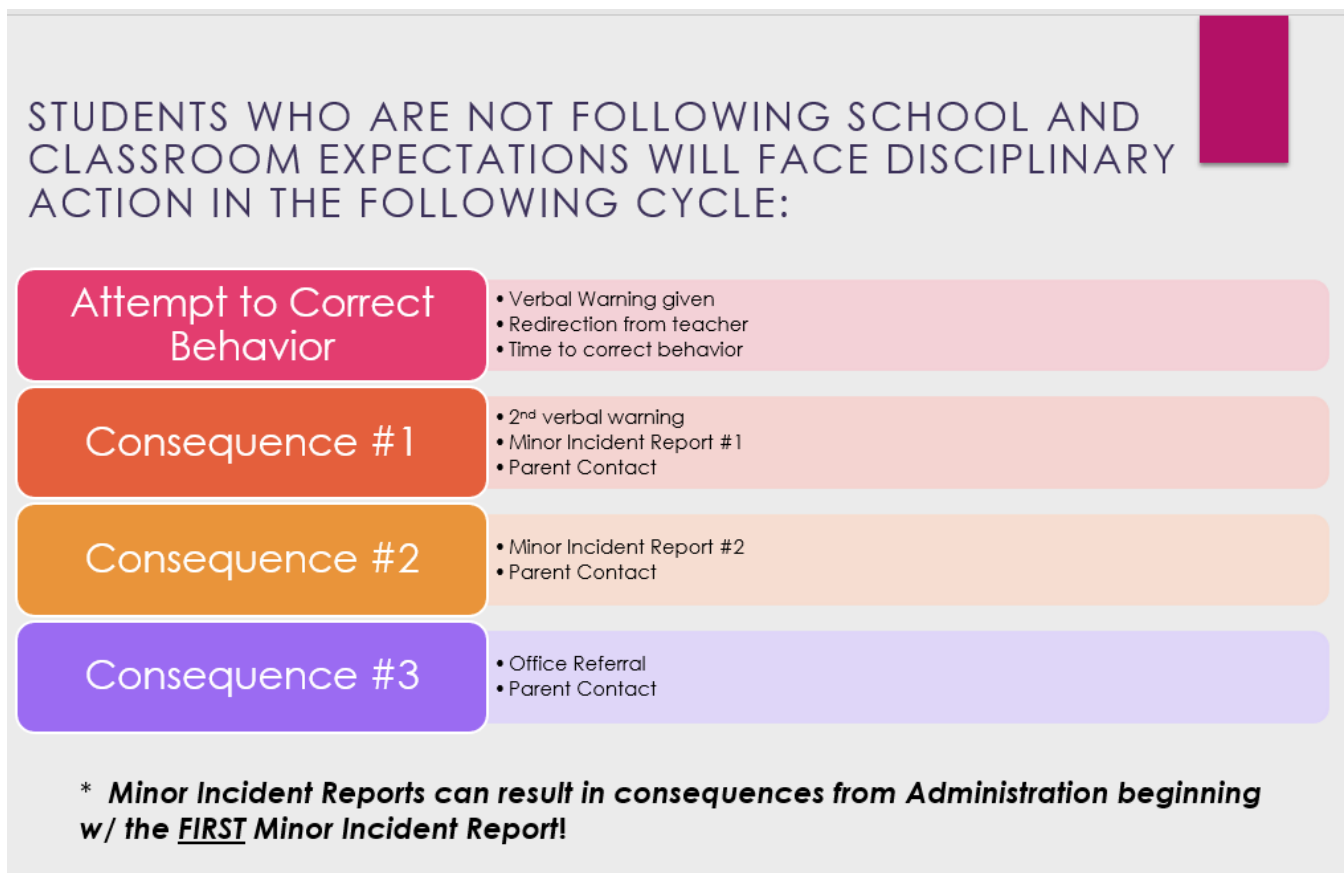 STUDENTS WHO ARE NOT FOLLOWING SCHOOL AND
CLASSROOM EXPECTATIONS WILL FACE DISCIPLINARY
ACTION IN THE FOLLOWING CYCLE:
Attempt to Correct
Behavior
• Verbal Warning given
• Redirection from teacher
• Time to correct behavior
Consequence #1
• 2nd verbal warning
• Minor Incident Report #1
• Parent Contact
Consequence #2
• Minor Incident Report #2
• Parent Contact
Consequence #3
• Office Referral
• Parent Contact
* Minor Incident Reports can result in consequences from Administration beginning
w/ the FIRST Minor Incident Report!